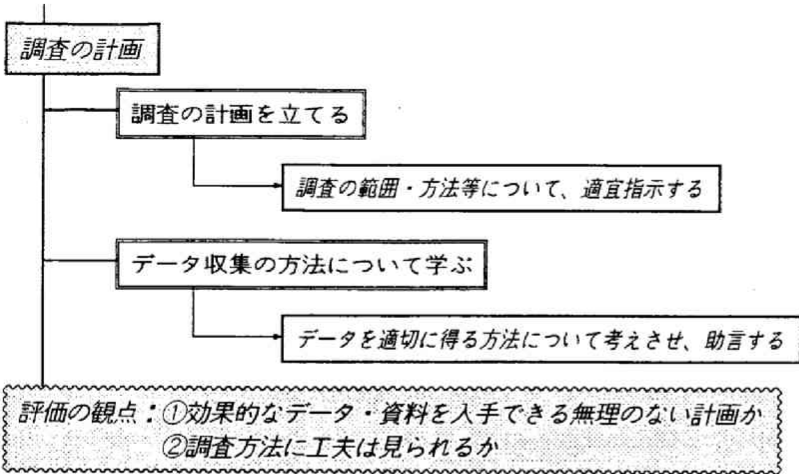 調査の計画
調査の計画を立てる
調査の範囲・方法等について、適宜指示する
データ収集の方法について学ぶ
データを適切に得る方法について考えさせ、助言する
評価の観点：①効果的なデータ・資料を入手できる無理のない計画か
②調査方法に工夫は見られるか